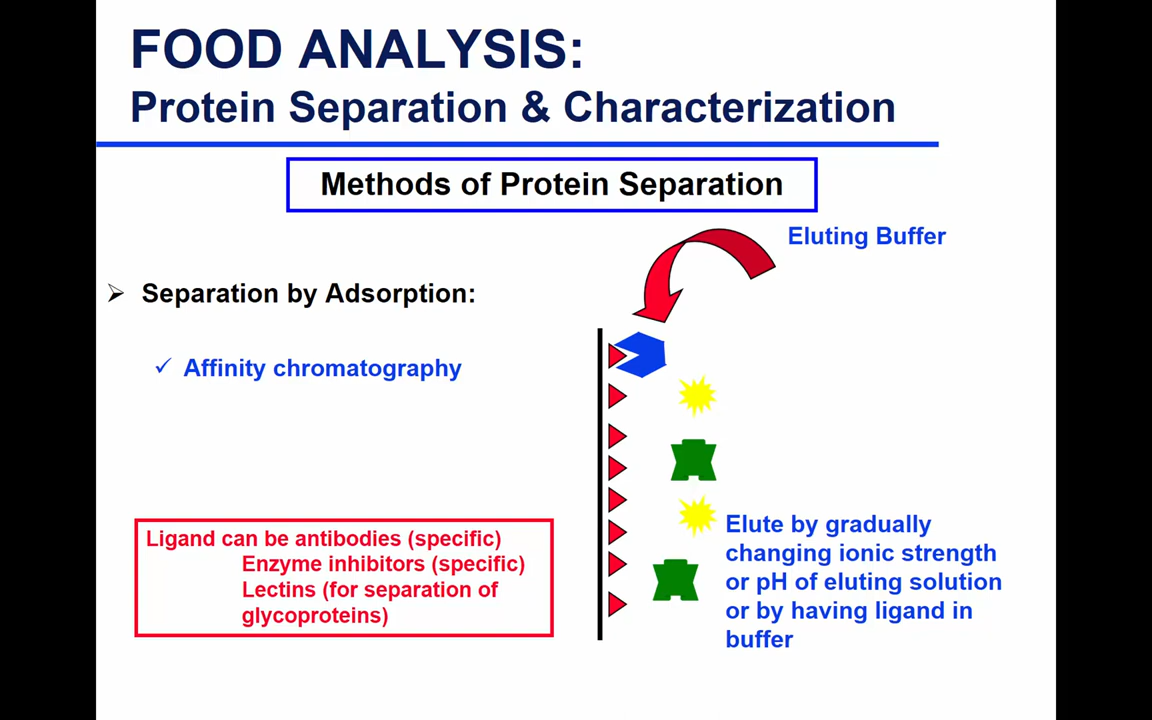 FOOD ANALYSIS:
Protein Separation & Characterization
Methods of Protein Separation
Eluting Buffer
Separation by Adsorption:
Affinity chromatography
Ligand can be antibodies (specific)
Enzyme inhibitors (specific)
Lectins (for separation of
glycoproteins)
Elute by gradually
changing ionic strength
or pH of eluting solution
or by having ligand in
buffer